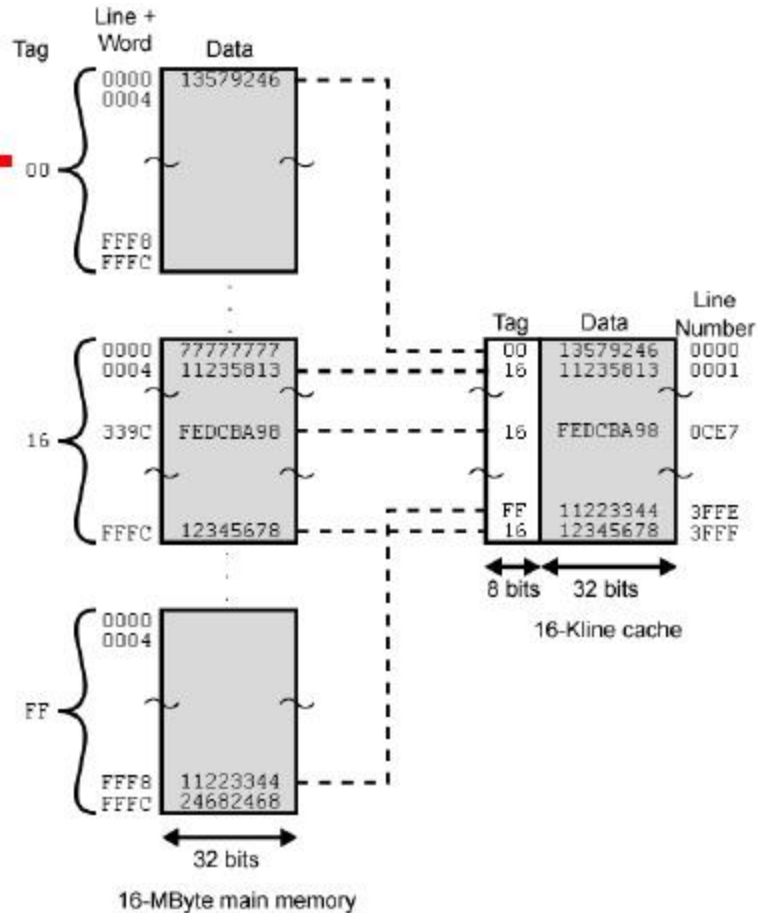 Line +
Tag Word Data
0000 13579246
0004
00
FFF8
FFFC
Tag Data Line
Number
0000 77777777 00 13579246 0000
0004 11235813 16 11235813 0001
16 339C FEDCBA98 16 FEDCBA98 0CE7
FF 11223344 3FFE
FFFC 12345678 16 12345678 3FFF
8 bits 32 bits
0000
0004
16-Kline cache
FF
FFF8 11223344
FFFC 24682468
32 bits
16-MByte main memory